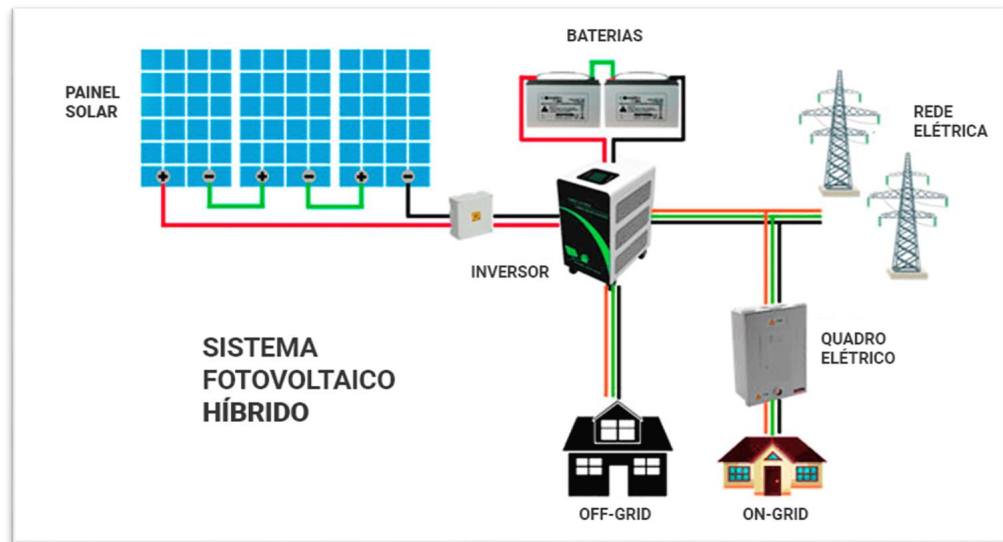 BATERIAS
PAINEL
SOLAR
REDE
ELÉTRICA
INVERSOR
QUADRO
ELÉTRICO
SISTEMA
FOTOVOLTAICO
HÍBRIDO
OFF-GRID
ON-GRID